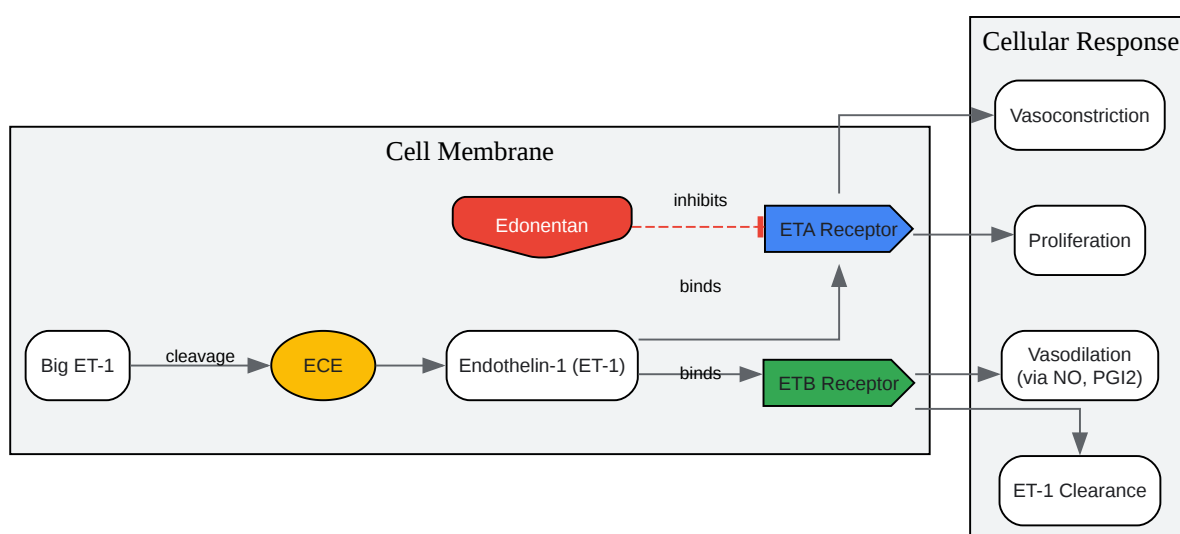 Cellular Response
Vasoconstriction
Cell Membrane
inhibits
Edonentan
ETA Receptor
Proliferation
binds
Big ET-1
cleavage
ECE
Endothelin-1 (ET-1)
binds
ETB Receptor
Vasodilation
(via NO, PGI2)
ET-1 Clearance